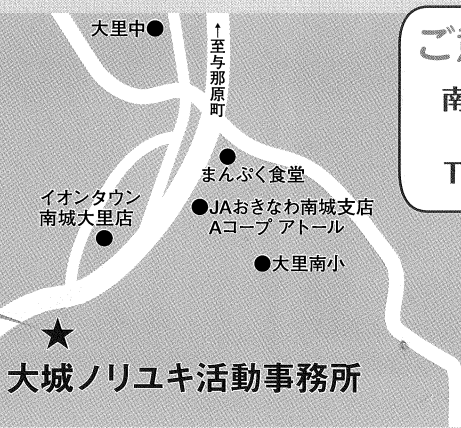 大里中
↑至与那原町
ご
南
T
まんぷく食堂
イオンタウン
南城大里店
JAおきなわ南城支店
Aコープ アトール
大里南小
大城ノリユキ活動事務所